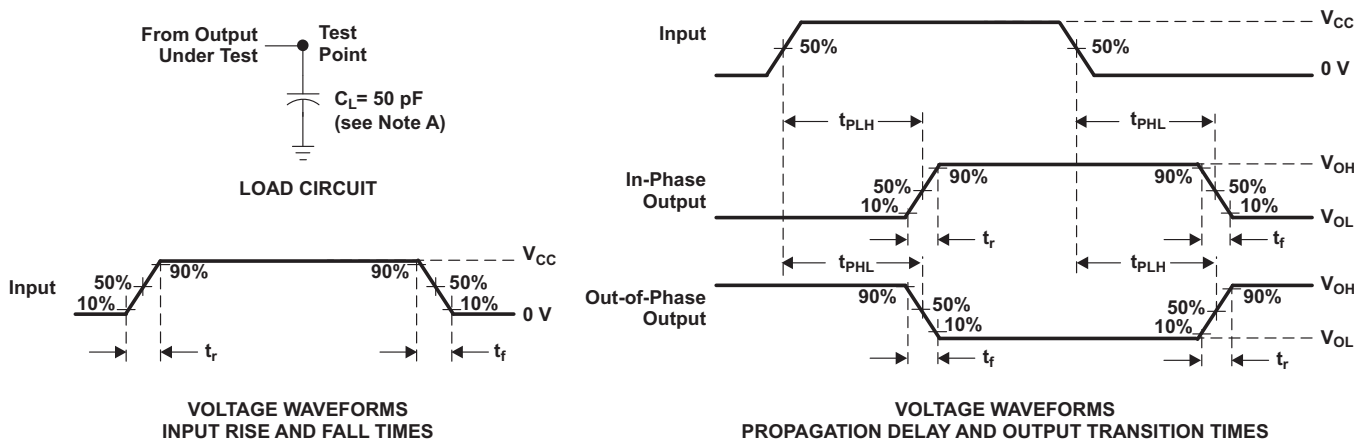 From Output
Under Test
Test
Point
C_L= 50 pF
(see Note A)
LOAD CIRCUIT
Input
10%
50%
90%
90%
50%
10%
V_CC
0 V
t_r
t_f
VOLTAGE WAVEFORMS
INPUT RISE AND FALL TIMES
Input
50%
50%
V_CC
0 V
t_PLH
t_PHL
In-Phase
Output
50%
10%
90%
90%
50%
10%
V_OH
V_OL
t_r
t_f
t_PHL
t_PLH
Out-of-Phase
Output
90%
50%
10%
50%
10%
90%
V_OH
V_OL
t_f
t_r
VOLTAGE WAVEFORMS
PROPAGATION DELAY AND OUTPUT TRANSITION TIMES